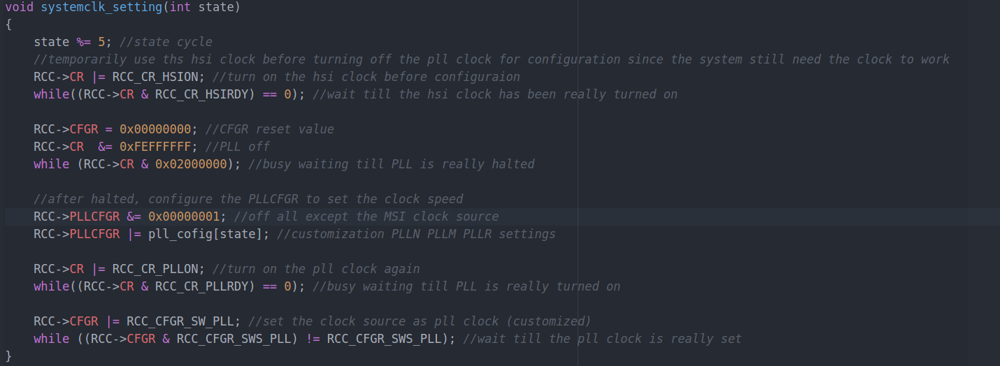 void systemclk_setting(int state)
{
state %= 5; //state cycle
//temporarily use ths hsi clock before turning off the pll clock for configuration since the system still need the clock to work
RCC->CR |= RCC_CR_HSION; //turn on the hsi clock before configuraion
while((RCC->CR & RCC_CR_HSIRDY) == 0); //wait till the hsi clock has been really turned on
RCC->CFGR = 0x00000000; //CFGR reset value
RCC->CR  &= 0xFEFFFFFF; //PLL off
while (RCC->CR & 0x02000000); //busy waiting till PLL is really halted
//after halted, configure the PLLCFGR to set the clock speed
RCC->PLLCFGR &= 0x00000001; //off all except the MSI clock source
RCC->PLLCFGR |= pll_cofig[state]; //customization PLLN PLLM PLLR settings
RCC->CR |= RCC_CR_PLLON; //turn on the pll clock again
while((RCC->CR & RCC_CR_PLLRDY) == 0); //busy waiting till PLL is really turned on
RCC->CFGR |= RCC_CFGR_SW_PLL; //set the clock source as pll clock (customized)
while ((RCC->CFGR & RCC_CFGR_SWS_PLL) != RCC_CFGR_SWS_PLL); //wait till the pll clock is really set
}